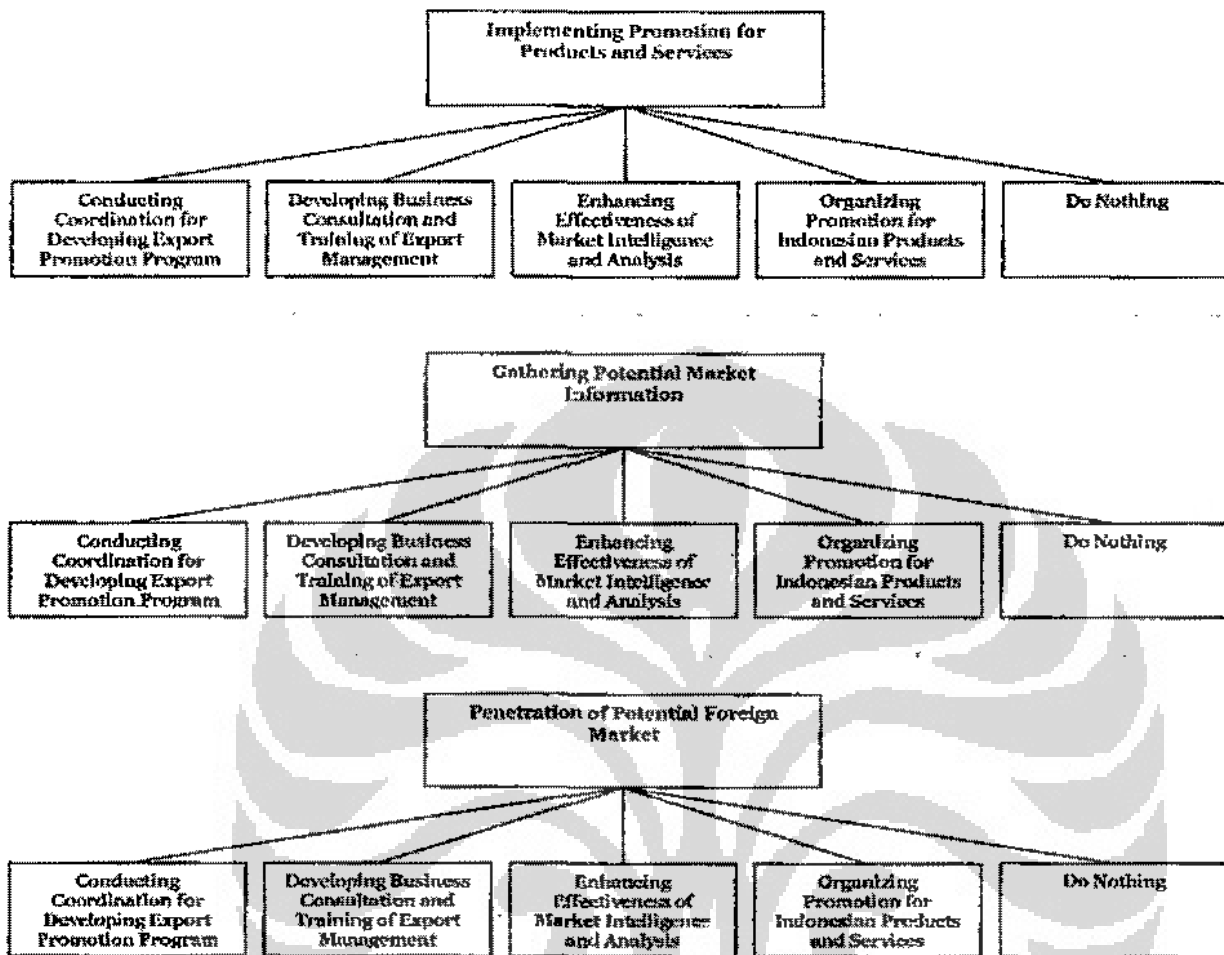 Implementing Promotion for
Products and Services
Conducting
Coordination for
Developing Export
Promotion Program
Developing Business
Consultation and
Training of Export
Management
Enhancing
Effectiveness of
Market Intelligence
and Analysis
Organizing
Promotion for
Indonesian Products
and Services
Do Nothing
Gathering Potential Market
Information
Conducting
Coordination for
Developing Export
Promotion Program
Developing Business
Consultation and
Training of Export
Management
Enhancing
Effectiveness of
Market Intelligence
and Analysis
Organizing
Promotion for
Indonesian Products
and Services
Do Nothing
Penetration of Potential Foreign
Market
Conducting
Coordination for
Developing Export
Promotion Program
Developing Business
Consultation and
Training of Export
Management
Enhancing
Effectiveness of
Market Intelligence
and Analysis
Organizing
Promotion for
Indonesian Products
and Services
Do Nothing